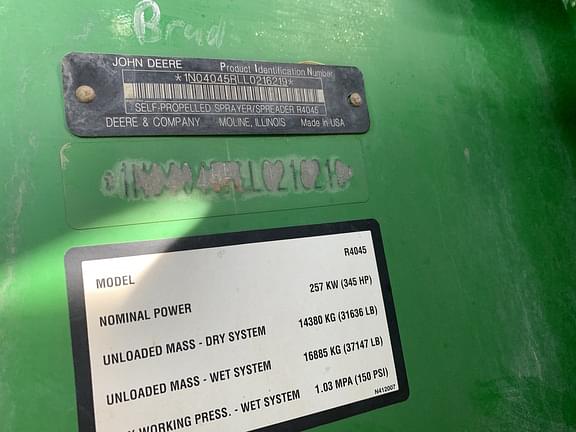 Brad
JOHN DEERE
Product Identification Number
*1N04045RLL0216219*
SELF-PROPELLED SPRAYER/SPREADER R4045
DEERE & COMPANY MOLINE, ILLINOIS Made in USA
MODEL R4045
NOMINAL POWER 257 KW (345 HP)
UNLOADED MASS - DRY SYSTEM 14380 KG (31636 LB)
UNLOADED MASS - WET SYSTEM 16885 KG (37147 LB)
WORKING PRESS. - WET SYSTEM 1.03 MPA (150 PSI)
N412007